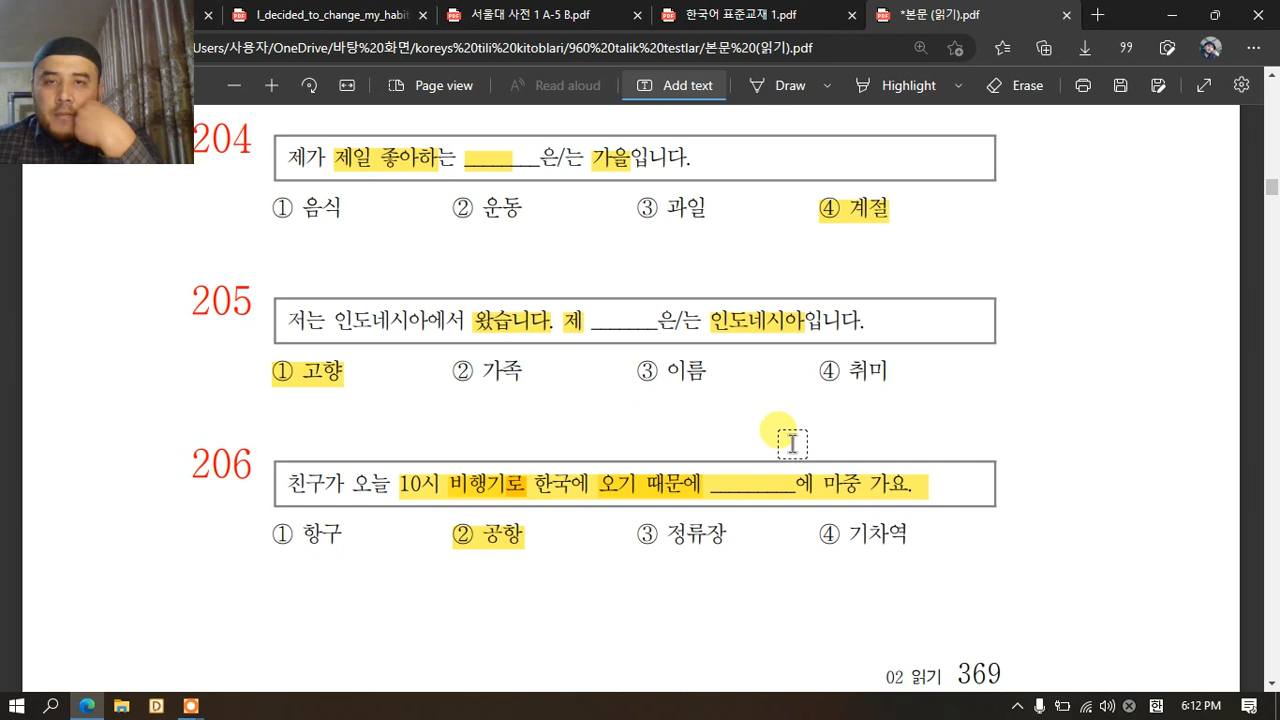 I_decided_to_change_my_habit
서울대 사전 1 A-5 B.pdf
한국어 표준교재 1.pdf
*본문 (읽기).pdf
Users/사용자/OneDrive/바탕%20화면/koreys%20tili%20kitoblari/960%20talik%20testlar/본문%20(읽기).pdf
Page view
Read aloud
Add text
Draw
Highlight
Erase
204
제가 제일 좋아하는 ________은/는 가을입니다.
① 음식 ② 운동 ③ 과일 ④ 계절
205
저는 인도네시아에서 왔습니다. 제 _______은/는 인도네시아입니다.
① 고향 ② 가족 ③ 이름 ④ 취미
206
친구가 오늘 10시 비행기로 한국에 오기 때문에 _________에 마중 가요.
① 항구 ② 공항 ③ 정류장 ④ 기차역
02 읽기 369
한
6:12 PM